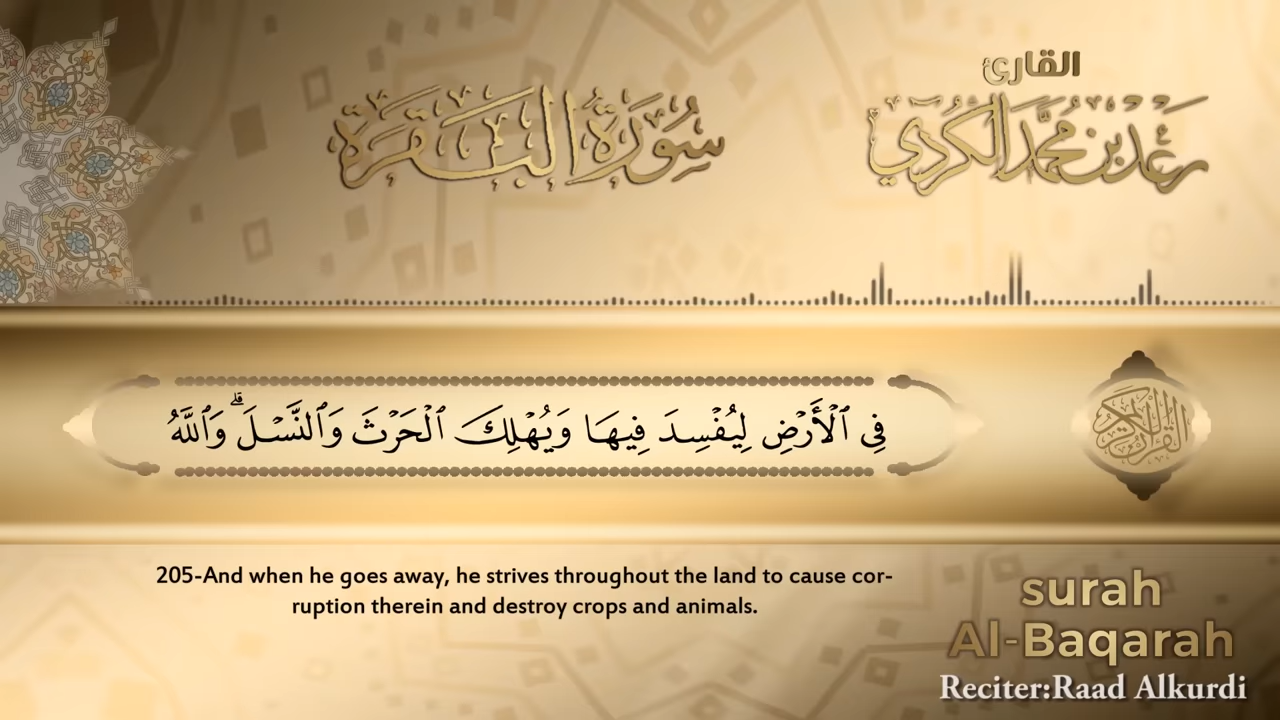 القارئ
سُورَةُ البَقَرَةِ
رعد بن محمد الكردي
فِي ٱلْأَرْضِ لِيُفْسِدَ فِيهَا وَيُهْلِكَ ٱلْحَرْثَ وَٱلنَّسْلَ ۗ وَٱللَّهُ
القرآن الكريم
205-And when he goes away, he strives throughout the land to cause cor-
ruption therein and destroy crops and animals.
surah
Al-Baqarah
Reciter:Raad Alkurdi